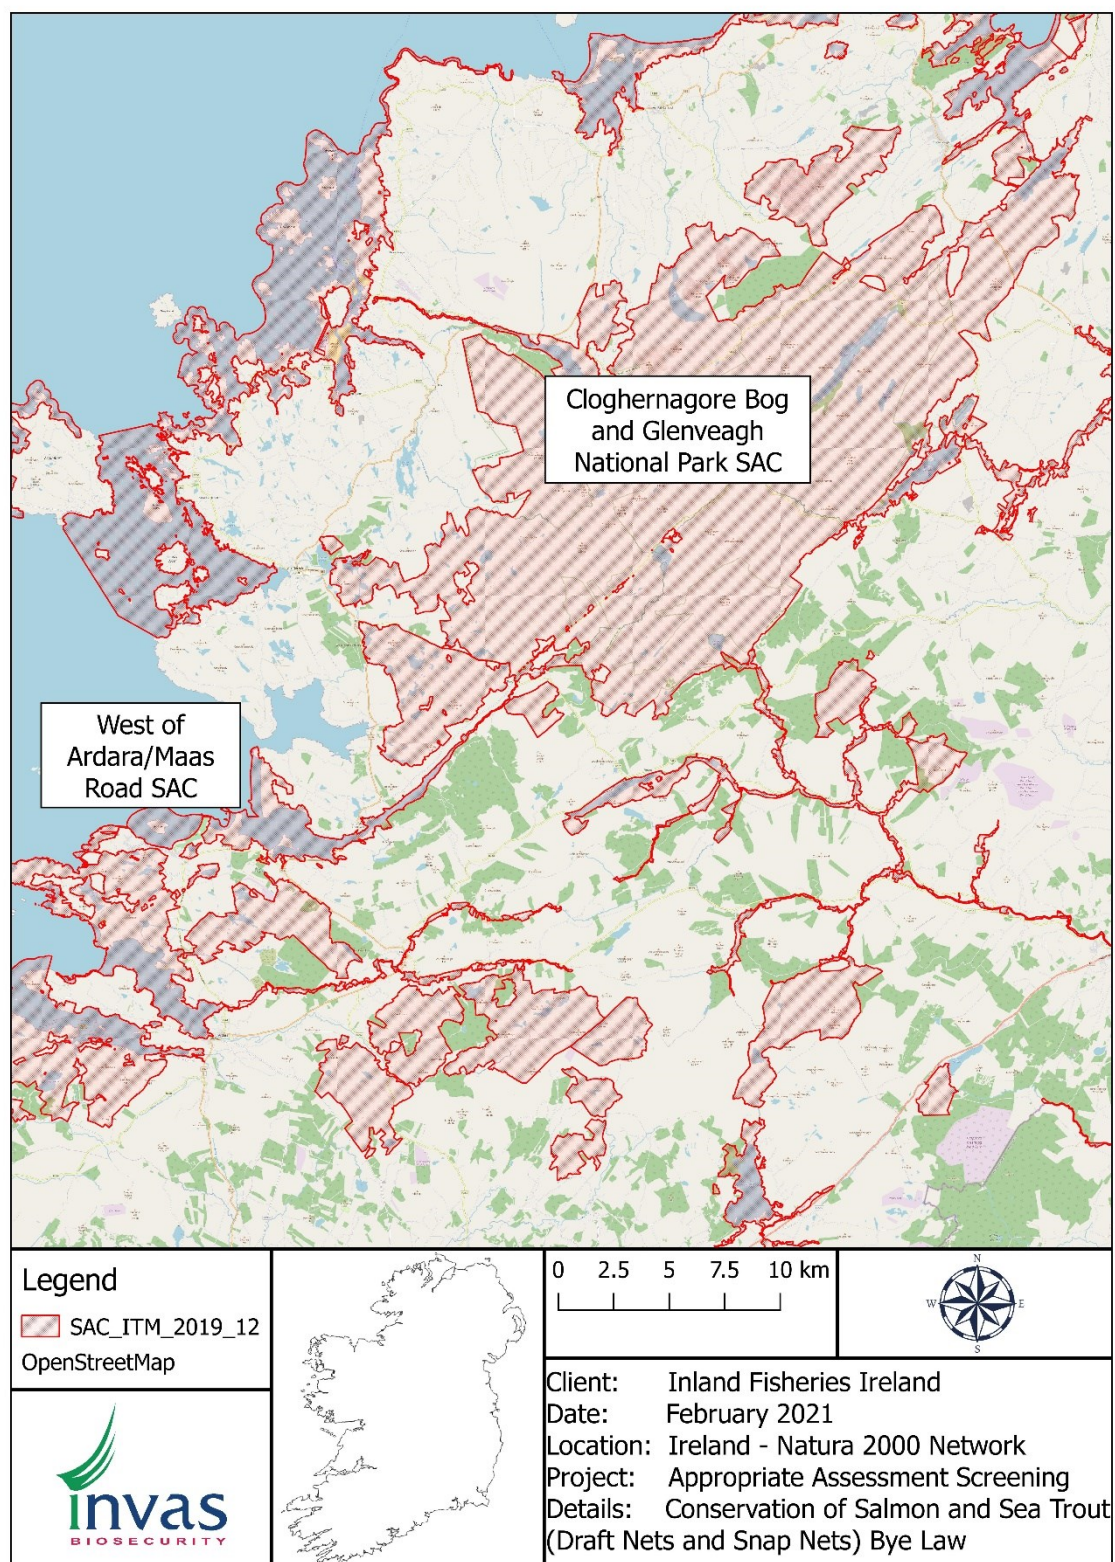 Cloghernagore Bog
and Glenveagh
National Park SAC
West of
Ardara/Maas
Road SAC
Legend
SAC_ITM_2019_12
OpenStreetMap
0 2.5 5 7.5 10 km
N
W E
S
invas
BIOSECURITY
Client: Inland Fisheries Ireland
Date: February 2021
Location: Ireland - Natura 2000 Network
Project: Appropriate Assessment Screening
Details: Conservation of Salmon and Sea Trout
(Draft Nets and Snap Nets) Bye Law